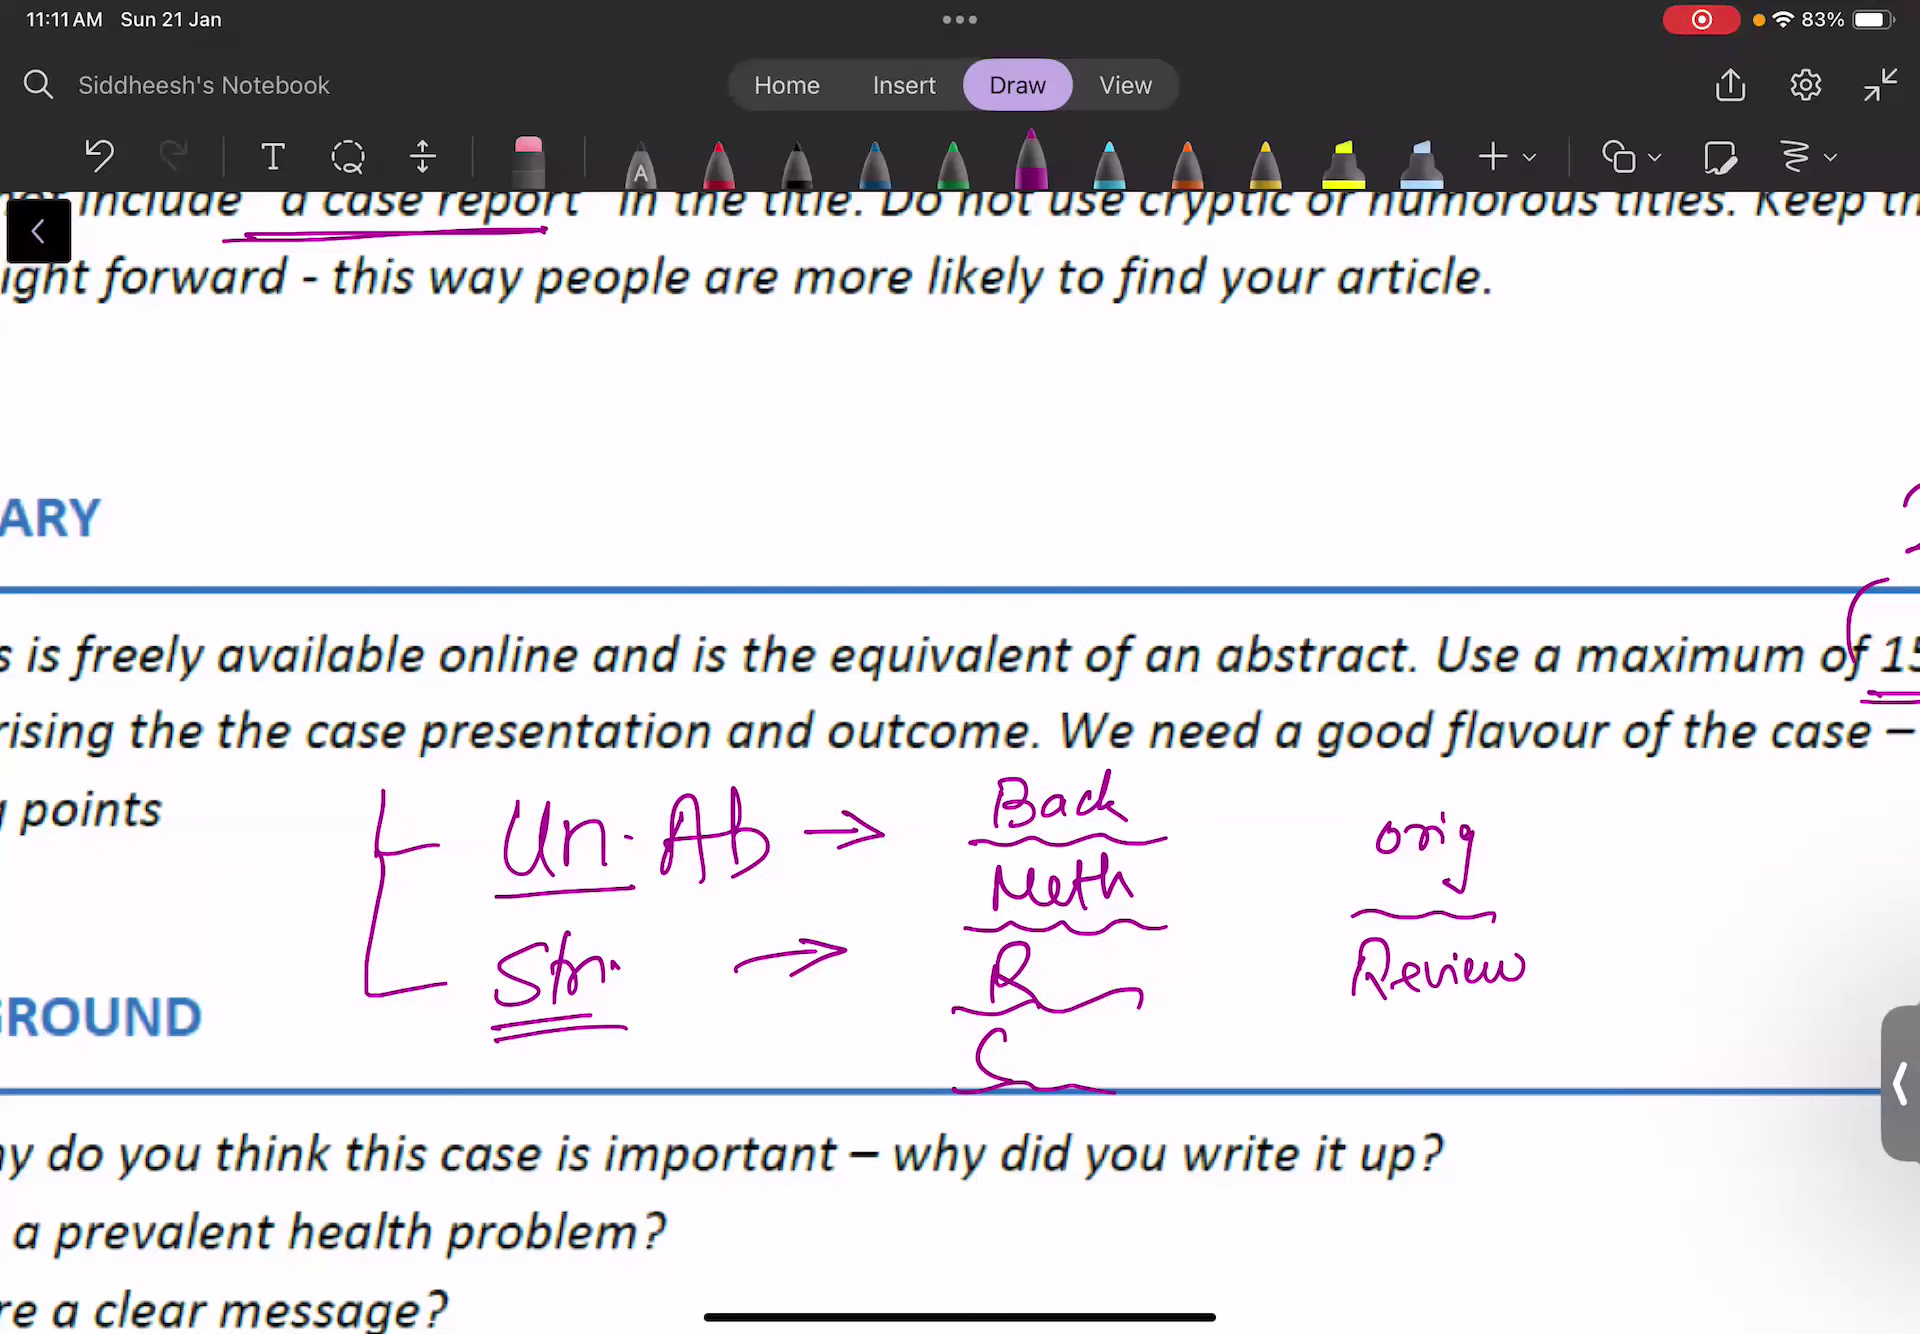 11:11 AM Sun 21 Jan 83%
Siddheesh's Notebook Home Insert Draw View
T A
include "a case report" in the title. Do not use cryptic or humorous titles. Keep th
ight forward - this way people are more likely to find your article.
ARY
s is freely available online and is the equivalent of an abstract. Use a maximum of 15
rising the the case presentation and outcome. We need a good flavour of the case –
g points
Un. Ab → Back orig
Meth
Str. → R Review
C
GROUND
hy do you think this case is important – why did you write it up?
a prevalent health problem?
re a clear message?